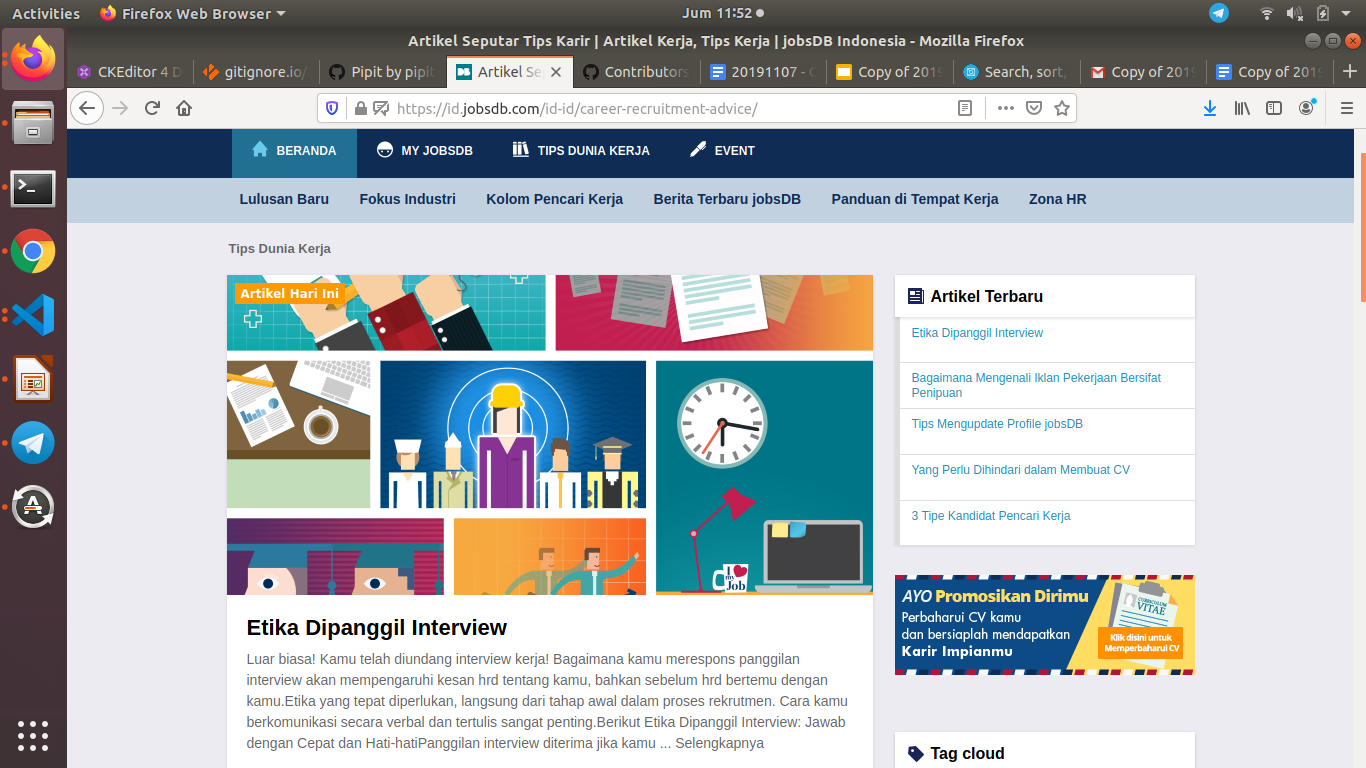 Activities
Firefox Web Browser
Jum 11:52
Artikel Seputar Tips Karir | Artikel Kerja, Tips Kerja | jobsDB Indonesia - Mozilla Firefox
CKEditor 4 D
gitignore.io/
Pipit by pipit
Artikel Se
Contributors
20191107 - C
Copy of 2019
Search, sort,
Copy of 2019
Copy of 2019
https://id.jobsdb.com/id-id/career-recruitment-advice/
BERANDA
MY JOBSDB
TIPS DUNIA KERJA
EVENT
Lulusan Baru
Fokus Industri
Kolom Pencari Kerja
Berita Terbaru jobsDB
Panduan di Tempat Kerja
Zona HR
Tips Dunia Kerja
Artikel Hari Ini
I
my
Job
Etika Dipanggil Interview
Luar biasa! Kamu telah diundang interview kerja! Bagaimana kamu merespons panggilan
interview akan mempengaruhi kesan hrd tentang kamu, bahkan sebelum hrd bertemu dengan
kamu.Etika yang tepat diperlukan, langsung dari tahap awal dalam proses rekrutmen. Cara kamu
berkomunikasi secara verbal dan tertulis sangat penting.Berikut Etika Dipanggil Interview: Jawab
dengan Cepat dan Hati-hatiPanggilan interview diterima jika kamu ... Selengkapnya
Artikel Terbaru
Etika Dipanggil Interview
Bagaimana Mengenali Iklan Pekerjaan Bersifat
Penipuan
Tips Mengupdate Profile jobsDB
Yang Perlu Dihindari dalam Membuat CV
3 Tipe Kandidat Pencari Kerja
AYO Promosikan Dirimu
Perbaharui CV kamu
dan bersiaplah mendapatkan
Karir Impianmu
CURRICULUM
VITAE
Klik disini untuk
Memperbaharui CV
Tag cloud